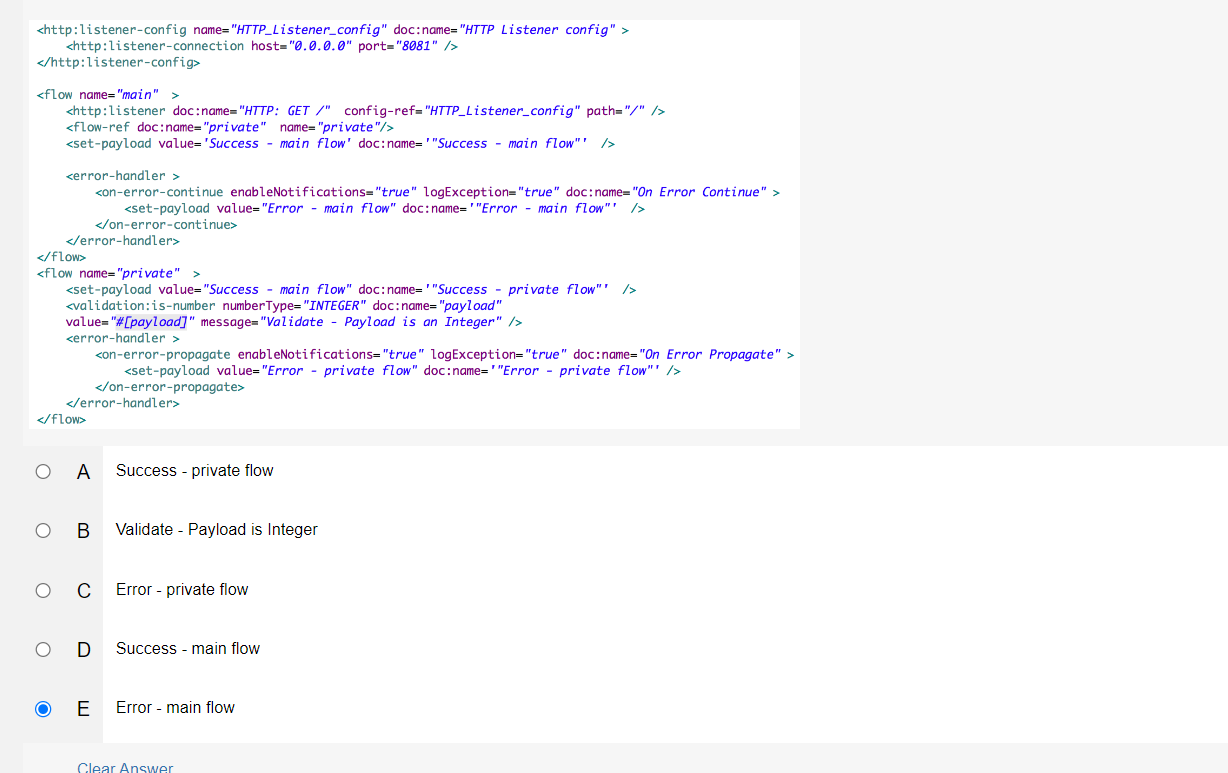 <http:listener-config name="HTTP_Listener_config" doc:name="HTTP Listener config" >
<http:listener-connection host="0.0.0.0" port="8081" />
</http:listener-config>
<flow name="main" >
<http:listener doc:name="HTTP: GET /" config-ref="HTTP_Listener_config" path="/" />
<flow-ref doc:name="private" name="private"/>
<set-payload value='Success - main flow' doc:name='"Success - main flow"' />
<error-handler >
<on-error-continue enableNotifications="true" logException="true" doc:name="On Error Continue" >
<set-payload value="Error - main flow" doc:name='"Error - main flow"' />
</on-error-continue>
</error-handler>
</flow>
<flow name="private" >
<set-payload value="Success - main flow" doc:name='"Success - private flow"' />
<validation:is-number numberType="INTEGER" doc:name="payload"
value="#[payload]" message="Validate - Payload is an Integer" />
<error-handler >
<on-error-propagate enableNotifications="true" logException="true" doc:name="On Error Propagate" >
<set-payload value="Error - private flow" doc:name='"Error - private flow"' />
</on-error-propagate>
</error-handler>
</flow>
A Success - private flow
B Validate - Payload is Integer
C Error - private flow
D Success - main flow
E Error - main flow
Clear Answer